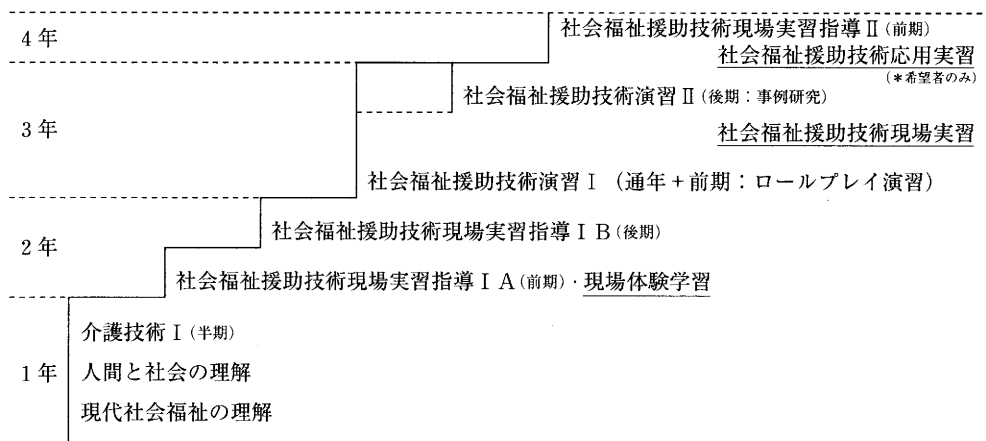 4年
社会福祉援助技術現場実習指導Ⅱ(前期)
社会福祉援助技術応用実習
(*希望者のみ)
3年
社会福祉援助技術演習Ⅱ(後期:事例研究)
社会福祉援助技術現場実習
社会福祉援助技術演習Ⅰ(通年+前期:ロールプレイ演習)
2年
社会福祉援助技術現場実習指導ⅠB(後期)
社会福祉援助技術現場実習指導ⅠA(前期)・現場体験学習
1年
介護技術Ⅰ(半期)
人間と社会の理解
現代社会福祉の理解